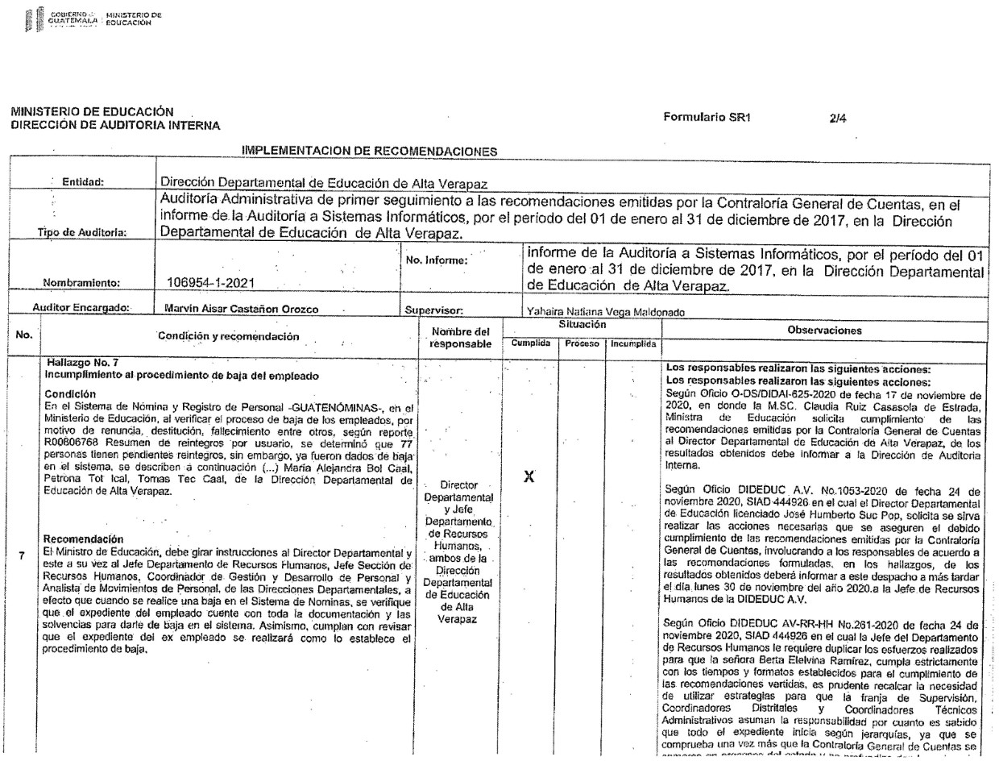 GOBIERNO DE
GUATEMALA
MINISTERIO DE
EDUCACIÓN
MINISTERIO DE EDUCACIÓN
DIRECCIÓN DE AUDITORIA INTERNA
Formulario SR1
2/4
IMPLEMENTACION DE RECOMENDACIONES
Entidad:
Dirección Departamental de Educación de Alta Verapaz
Tipo de Auditoria:
Auditoría Administrativa de primer seguimiento a las recomendaciones emitidas por la Contraloría General de Cuentas, en el
informe de la Auditoría a Sistemas Informáticos, por el período del 01 de enero al 31 de diciembre de 2017, en la Dirección
Departamental de Educación de Alta Verapaz.
Nombramiento:
106954-1-2021
No. Informe:
informe de la Auditoría a Sistemas Informáticos, por el período del 01
de enero al 31 de diciembre de 2017, en la Dirección Departamental
de Educación de Alta Verapaz.
Auditor Encargado:
Marvin Aisar Castañon Orozco
Supervisor:
Yahaira Natiana Vega Maldonado
No.
Condición y recomendación
Nombre del
responsable
Situación
Cumplida
Proceso
Incumplida
Observaciones
7
Hallazgo No. 7
Incumplimiento al procedimiento de baja del empleado
Condición
En el Sistema de Nómina y Registro de Personal -GUATENÓMINAS-, en el
Ministerio de Educación, al verificar el proceso de baja de los empleados, por
motivo de renuncia, destitución, fallecimiento entre otros, según reporte
R00806768 Resumen de reintegros por usuario, se determinó que 77
personas tienen pendientes reintegros, sin embargo, ya fueron dados de baja
en el sistema, se describen a continuación (...) María Alejandra Bol Caal,
Petrona Tot Ical, Tomas Tec Caal, de la Dirección Departamental de
Educación de Alta Verapaz.
Recomendación
El Ministro de Educación, debe girar instrucciones al Director Departamental y
este a su vez al Jefe Departamento de Recursos Humanos, Jefe Sección de
Recursos Humanos, Coordinador de Gestión y Desarrollo de Personal y
Analista de Movimientos de Personal, de las Direcciones Departamentales, a
efecto que cuando se realice una baja en el Sistema de Nominas, se verifique
que el expediente del empleado cuente con toda la documentación y las
solvencias para darle de baja en el sistema. Asimismo, cumplan con revisar
que el expediente del ex empleado se realizará como lo establece el
procedimiento de baja.
Director
Departamental
y Jefe
Departamento
de Recursos
Humanos,
ambos de la
Dirección
Departamental
de Educación
de Alta
Verapaz
X
Los responsables realizaron las siguientes acciones:
Los responsables realizaron las siguientes acciones:
Según Oficio O-DS/DIDAI-625-2020 de fecha 17 de noviembre de
2020, en donde la M.SC. Claudia Ruiz Casasola de Estrada,
Ministra de Educación solicita cumplimiento de las
recomendaciones emitidas por la Contraloría General de Cuentas
al Director Departamental de Educación de Alta Verapaz, de los
resultados obtenidos debe informar a la Dirección de Auditoria
Interna.
Según Oficio DIDEDUC A.V. No.1053-2020 de fecha 24 de
noviembre 2020, SIAD 444926 en el cual el Director Departamental
de Educación licenciado José Humberto Suc Pop, solicita se sirva
realizar las acciones necesarias que se aseguren el debido
cumplimiento de las recomendaciones emitidas por la Contraloría
General de Cuentas, involucrando a los responsables de acuerdo a
las recomendaciones formuladas, en los hallazgos, de los
resultados obtenidos deberá informar a este despacho a más tardar
el día lunes 30 de noviembre del año 2020.a la Jefe de Recursos
Humanos de la DIDEDUC A.V.
Según Oficio DIDEDUC AV-RR-HH No.261-2020 de fecha 24 de
noviembre 2020, SIAD 444926 en el cual la Jefe del Departamento
de Recursos Humanos le requiere duplicar los esfuerzos realizados
para que la señora Berta Elelvina Ramírez, cumpla estrictamente
con los tiempos y formatos establecidos para el cumplimiento de
las recomendaciones vertidas, es prudente recalcar la necesidad
de utilizar estrategias para que la franja de Supervisión,
Coordinadores Distritales y Coordinadores Técnicos
Administrativos asuman la responsabilidad por cuanto es sabido
que todo el expediente inicia según jerarquías, ya que se
comprueba una vez más que la Contraloría General de Cuentas se